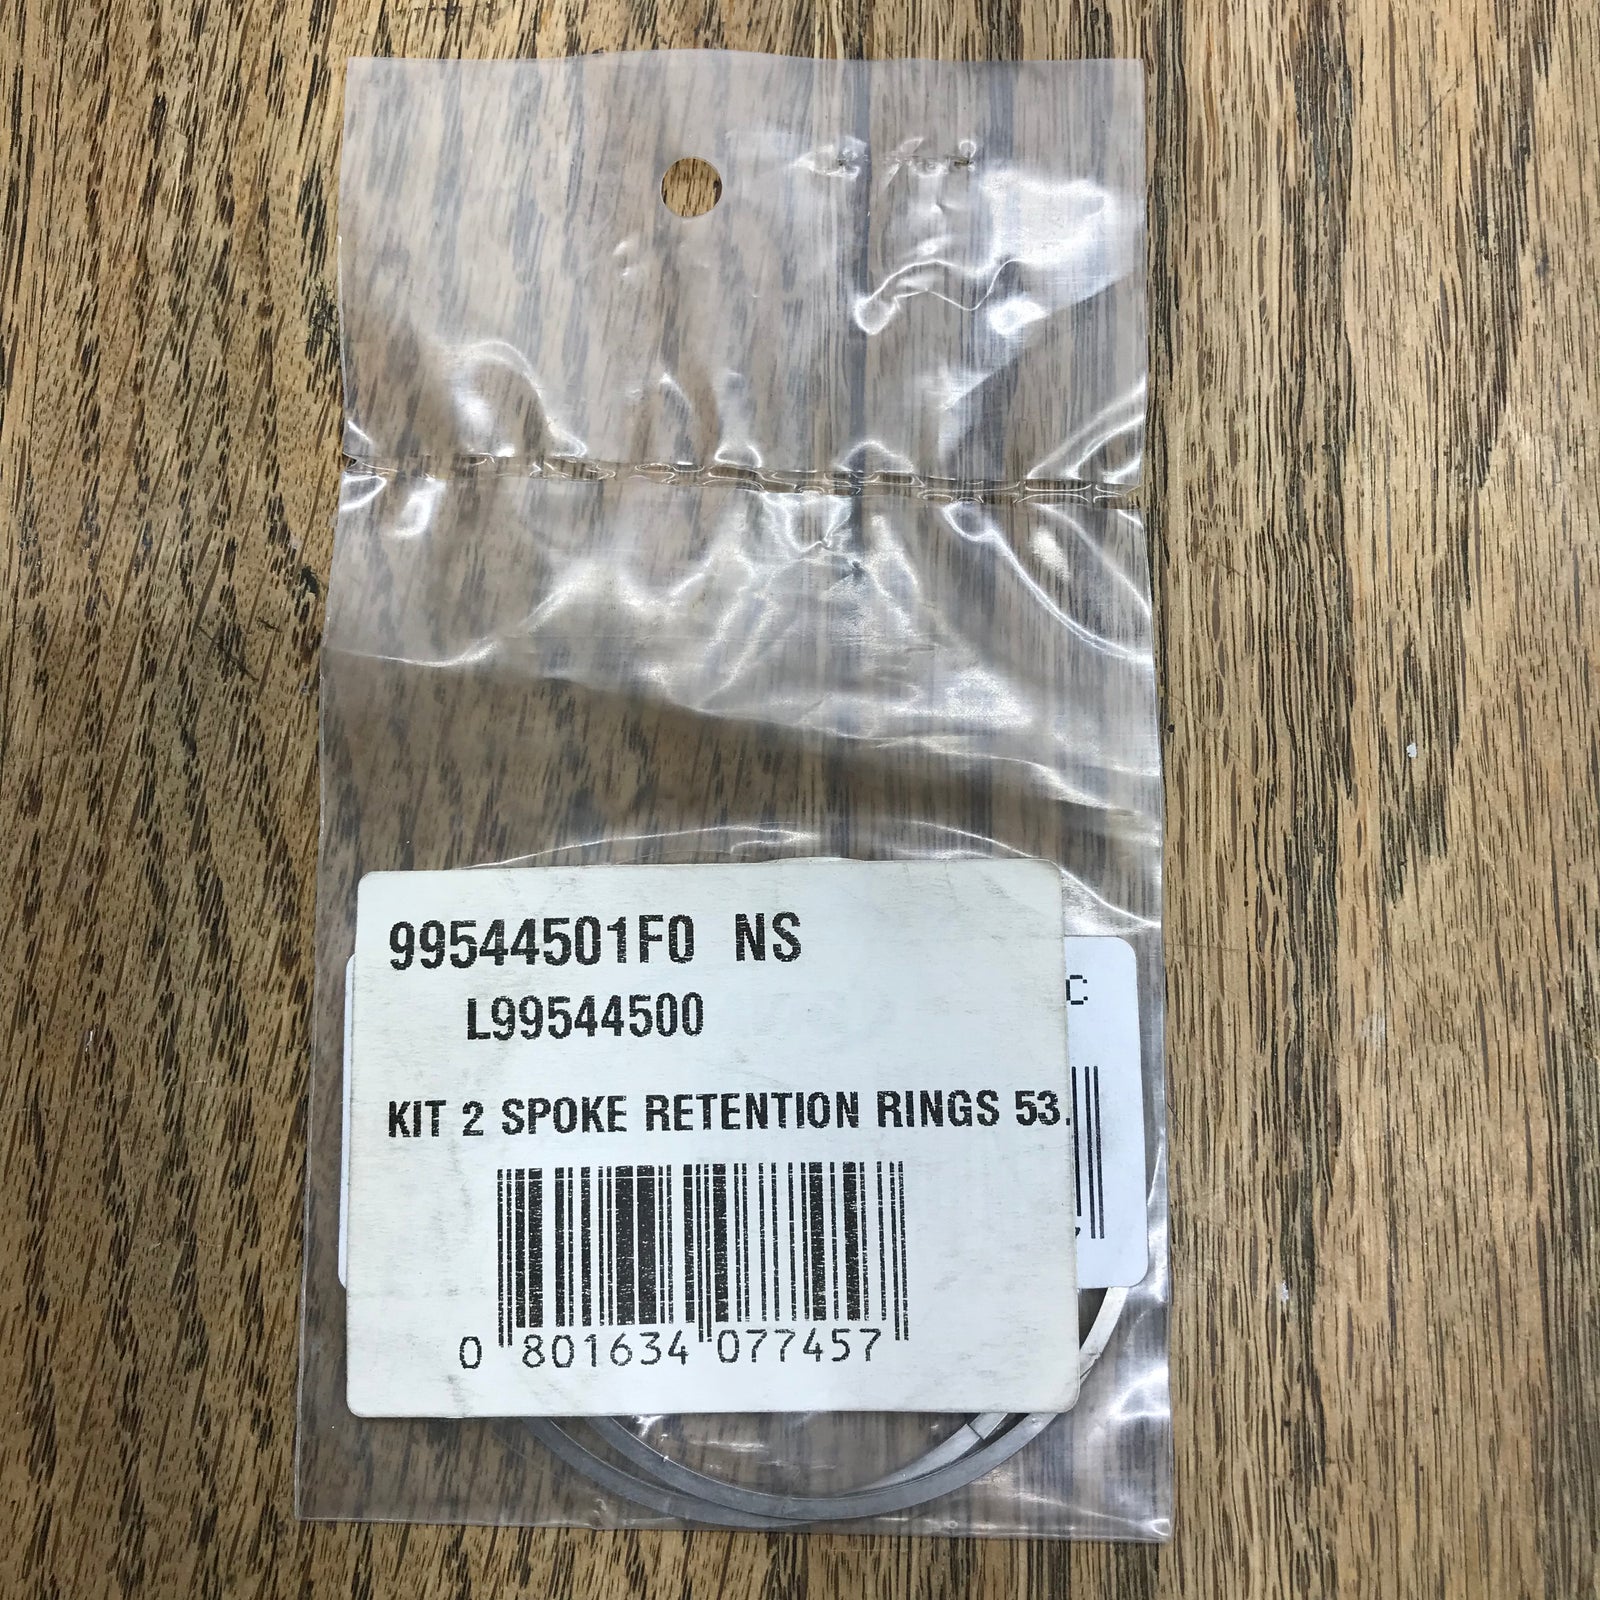 99544501F0 NS
L99544500
C
KIT 2 SPOKE RETENTION RINGS 53.
0 801634 077457